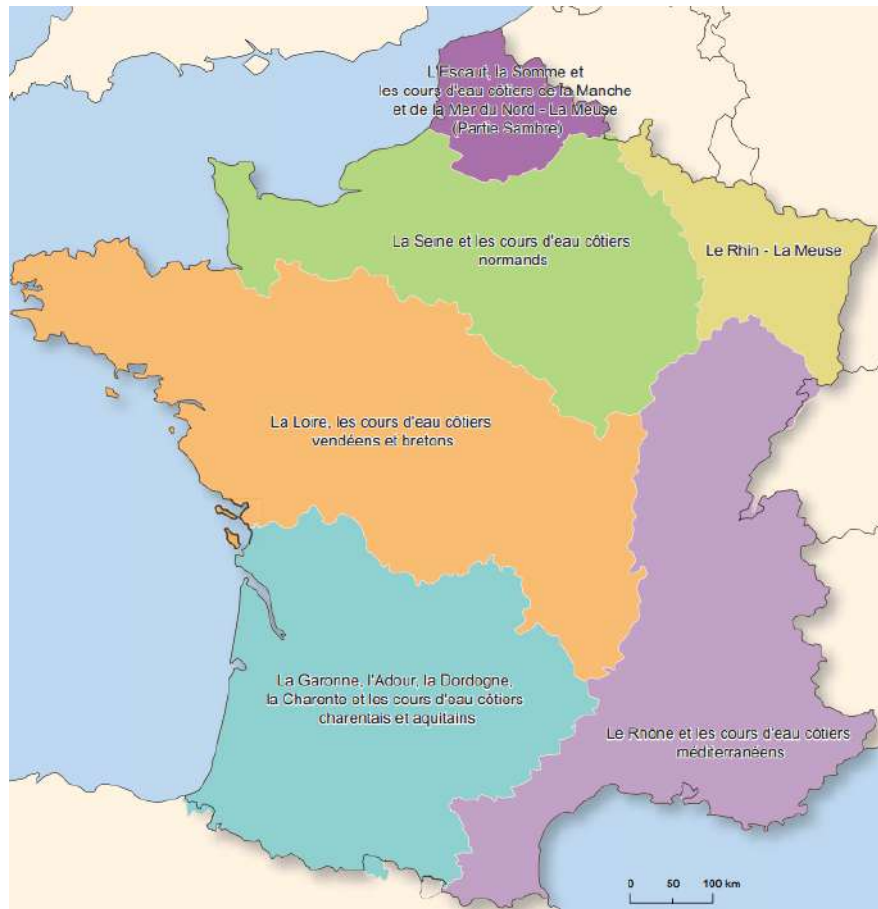 L'Escaut, la Somme et
les cours d'eau côtiers de la Manche
et de la Mer du Nord - La Meuse
(Partie Sambre)
La Seine et les cours d'eau côtiers
normands
Le Rhin - La Meuse
La Loire, les cours d'eau côtiers
vendéens et bretons
La Garonne, l'Adour, la Dordogne,
la Charente et les cours d'eau côtiers
charentais et aquitains
Le Rhône et les cours d'eau côtiers
méditerranéens
0 50 100 km